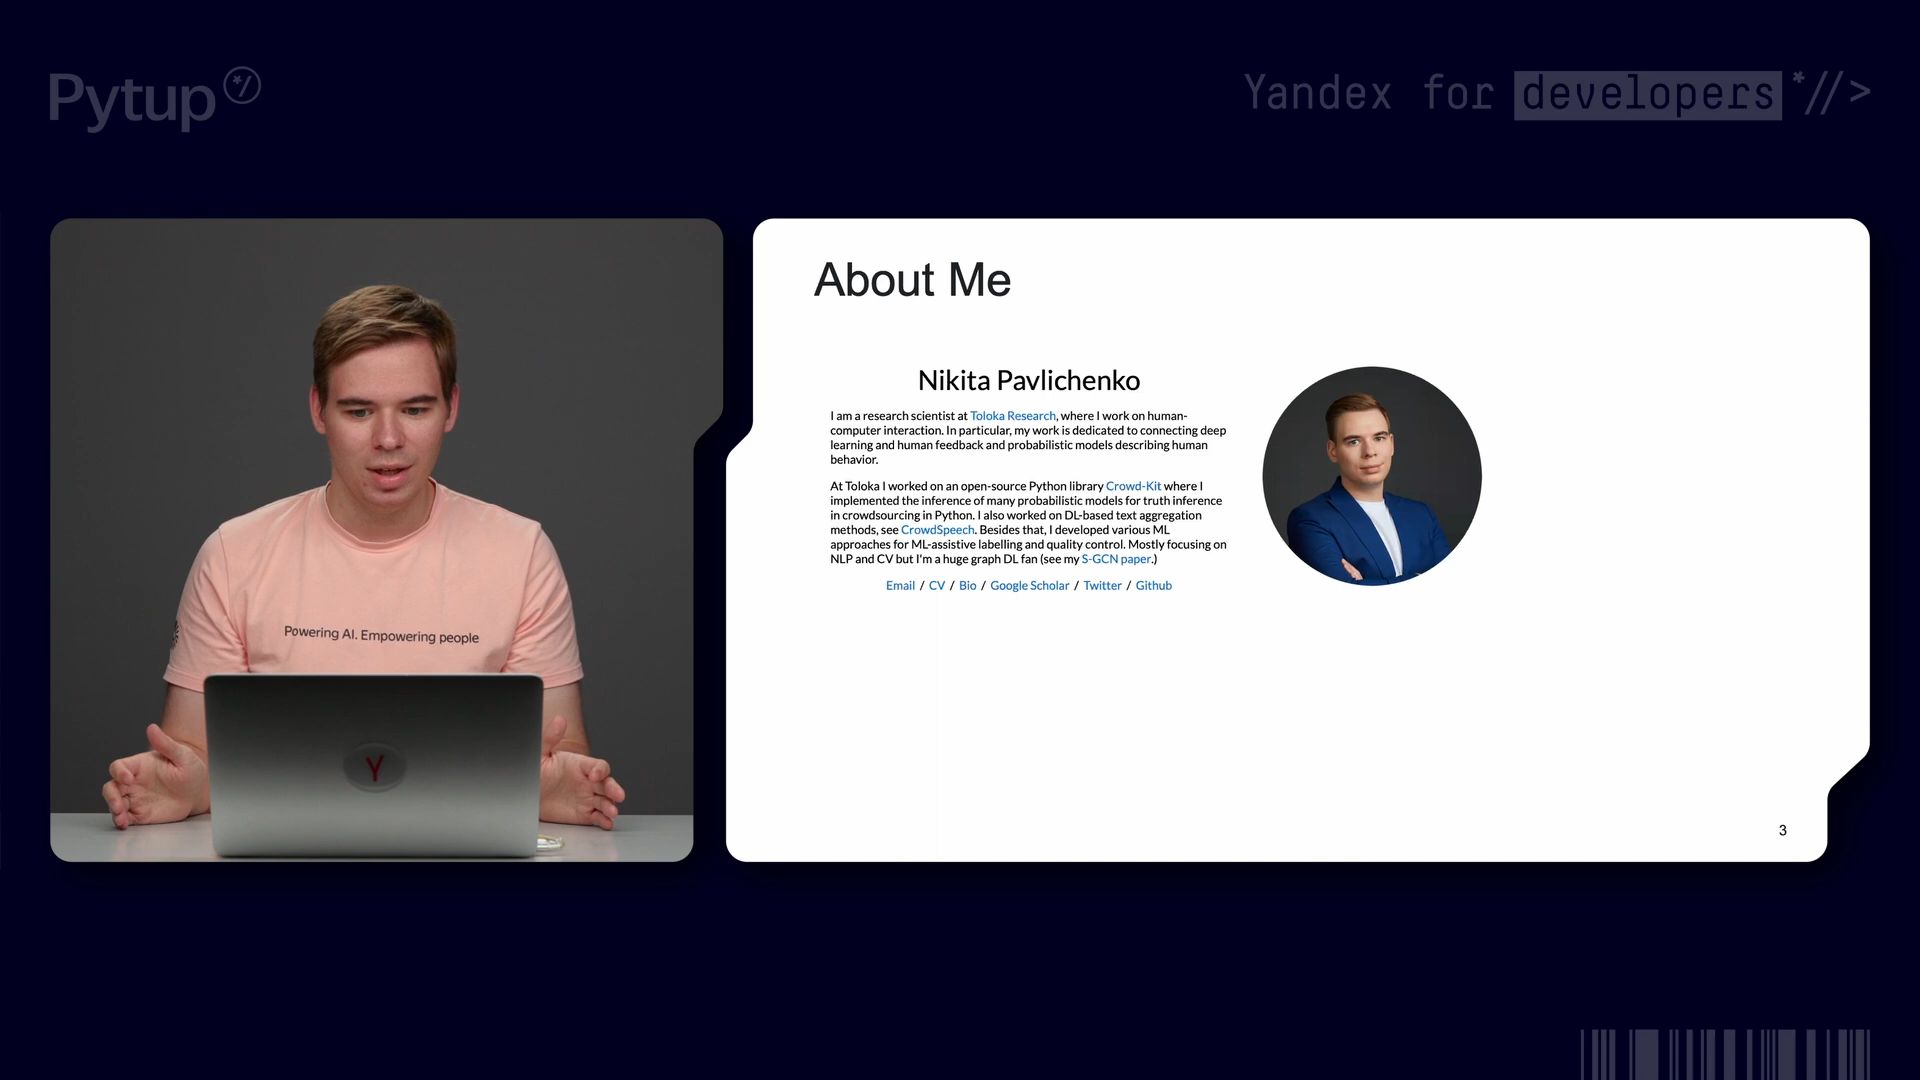 Pytup*/
Yandex for developers*//>
About Me
Nikita Pavlichenko
I am a research scientist at Toloka Research, where I work on human-
computer interaction. In particular, my work is dedicated to connecting deep
learning and human feedback and probabilistic models describing human
behavior.
At Toloka I worked on an open-source Python library Crowd-Kit where I
implemented the inference of many probabilistic models for truth inference
in crowdsourcing in Python. I also worked on DL-based text aggregation
methods, see CrowdSpeech. Besides that, I developed various ML
approaches for ML-assistive labelling and quality control. Mostly focusing on
NLP and CV but I'm a huge graph DL fan (see my S-GCN paper.)
Email / CV / Bio / Google Scholar / Twitter / Github
Powering AI. Empowering people
Y
3